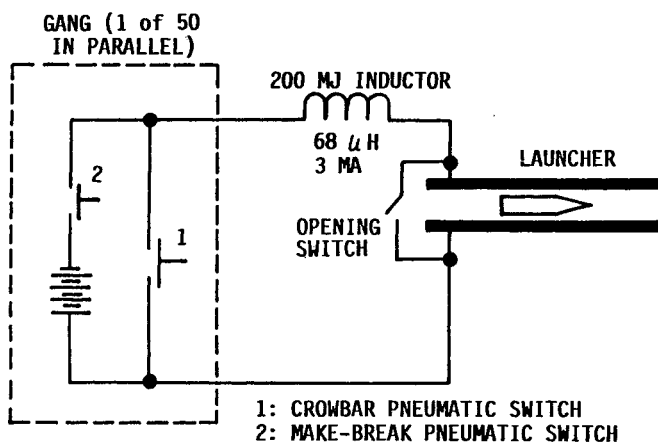 GANG (1 of 50
IN PARALLEL)
200 MJ INDUCTOR
68 μH
3 MA
LAUNCHER
2
1
OPENING
SWITCH
1: CROWBAR PNEUMATIC SWITCH
2: MAKE-BREAK PNEUMATIC SWITCH